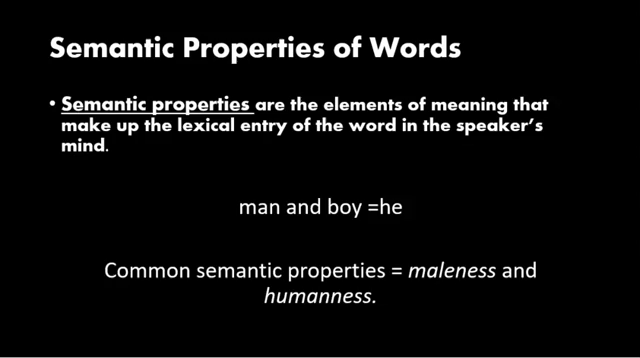 Semantic Properties of Words
• Semantic properties are the elements of meaning that
make up the lexical entry of the word in the speaker's
mind.
man and boy =he
Common semantic properties = maleness and
humanness.